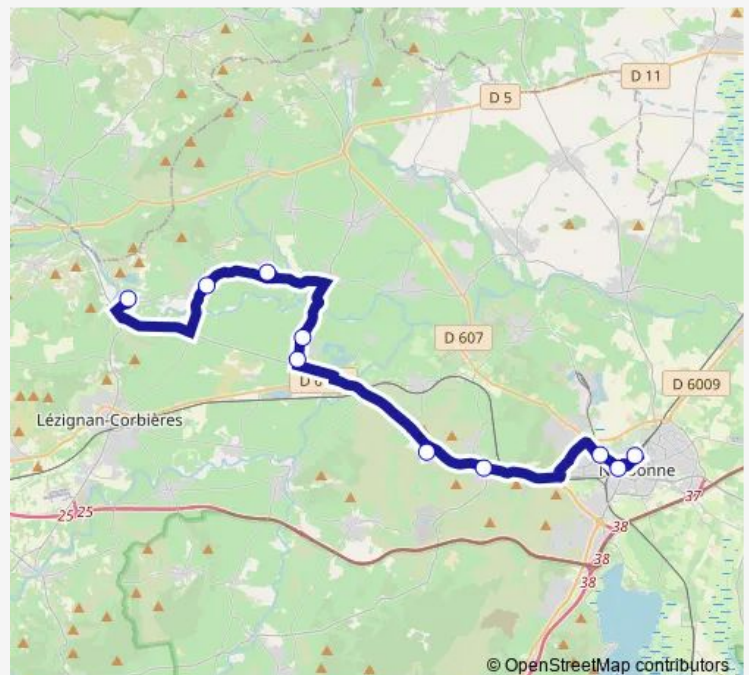 D 11
D 5
D 607
D 6009
Lézignan-Corbières
25 25
37
38
38
38
© OpenStreetMap contributors